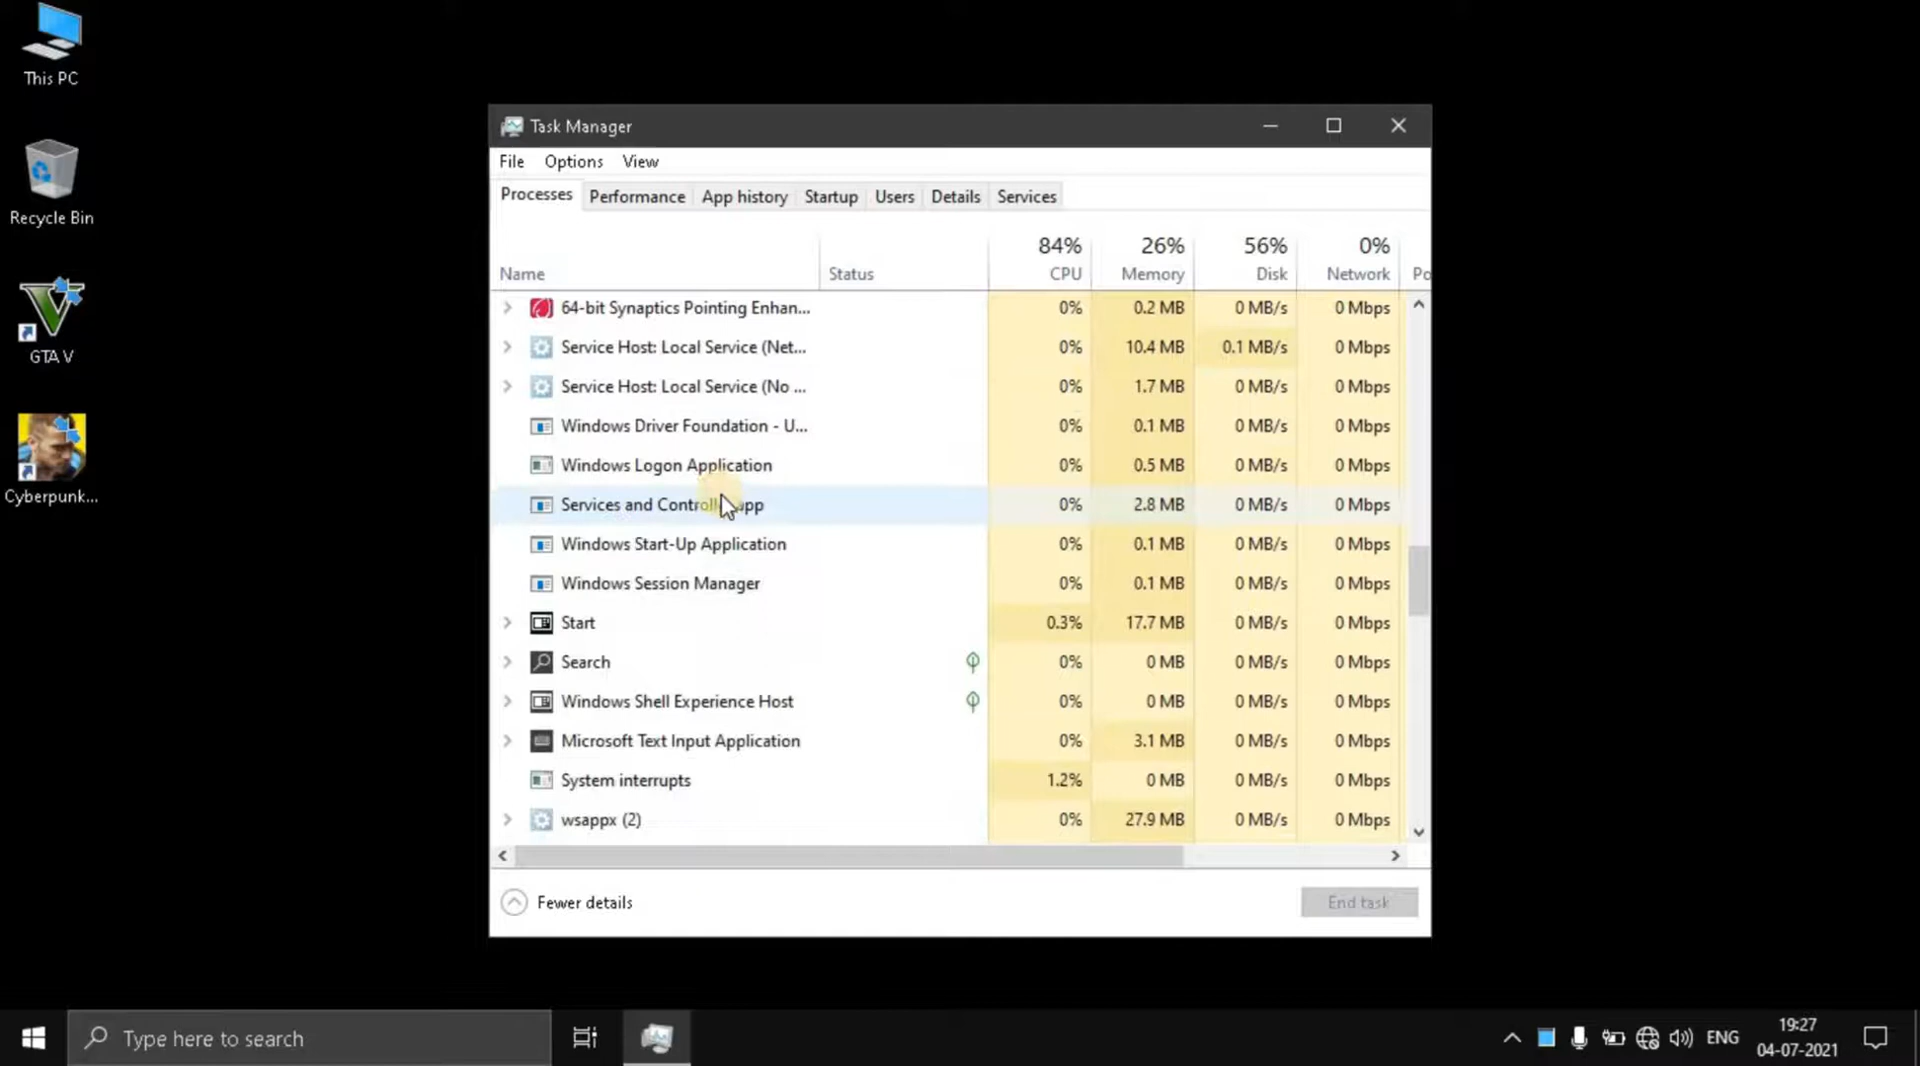 This PC
Recycle Bin
GTA V
Cyberpunk...
Task Manager
File Options View
Processes Performance App history Startup Users Details Services
84% 26% 56% 0%
Name Status CPU Memory Disk Network Po
64-bit Synaptics Pointing Enhan... 0% 0.2 MB 0 MB/s 0 Mbps
Service Host: Local Service (Net... 0% 10.4 MB 0.1 MB/s 0 Mbps
Service Host: Local Service (No ... 0% 1.7 MB 0 MB/s 0 Mbps
Windows Driver Foundation - U... 0% 0.1 MB 0 MB/s 0 Mbps
Windows Logon Application 0% 0.5 MB 0 MB/s 0 Mbps
Services and Controller app 0% 2.8 MB 0 MB/s 0 Mbps
Windows Start-Up Application 0% 0.1 MB 0 MB/s 0 Mbps
Windows Session Manager 0% 0.1 MB 0 MB/s 0 Mbps
Start 0.3% 17.7 MB 0 MB/s 0 Mbps
Search 0% 0 MB 0 MB/s 0 Mbps
Windows Shell Experience Host 0% 0 MB 0 MB/s 0 Mbps
Microsoft Text Input Application 0% 3.1 MB 0 MB/s 0 Mbps
System interrupts 1.2% 0 MB 0 MB/s 0 Mbps
wsappx (2) 0% 27.9 MB 0 MB/s 0 Mbps
Fewer details End task
Type here to search
ENG
19:27
04-07-2021